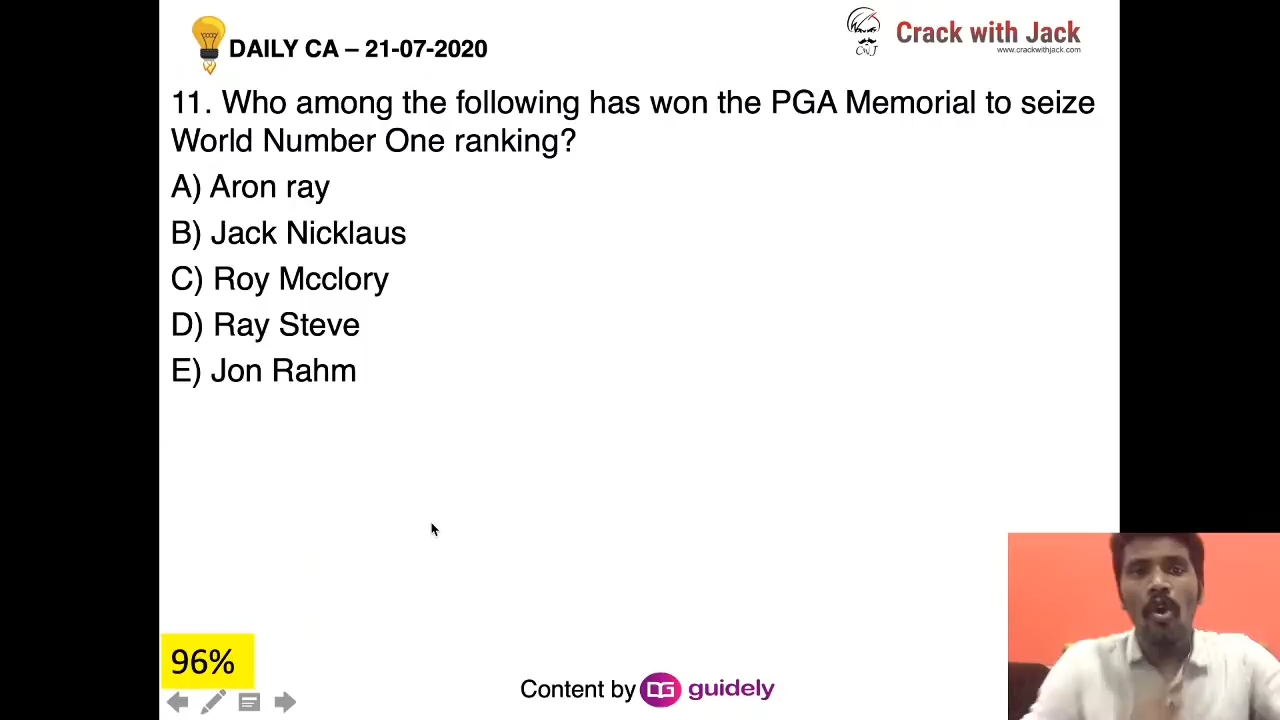 DAILY CA – 21-07-2020
Crack with Jack
www.crackwithjack.com
CWJ
11. Who among the following has won the PGA Memorial to seize
World Number One ranking?
A) Aron ray
B) Jack Nicklaus
C) Roy Mcclory
D) Ray Steve
E) Jon Rahm
96%
Content by DG guidely